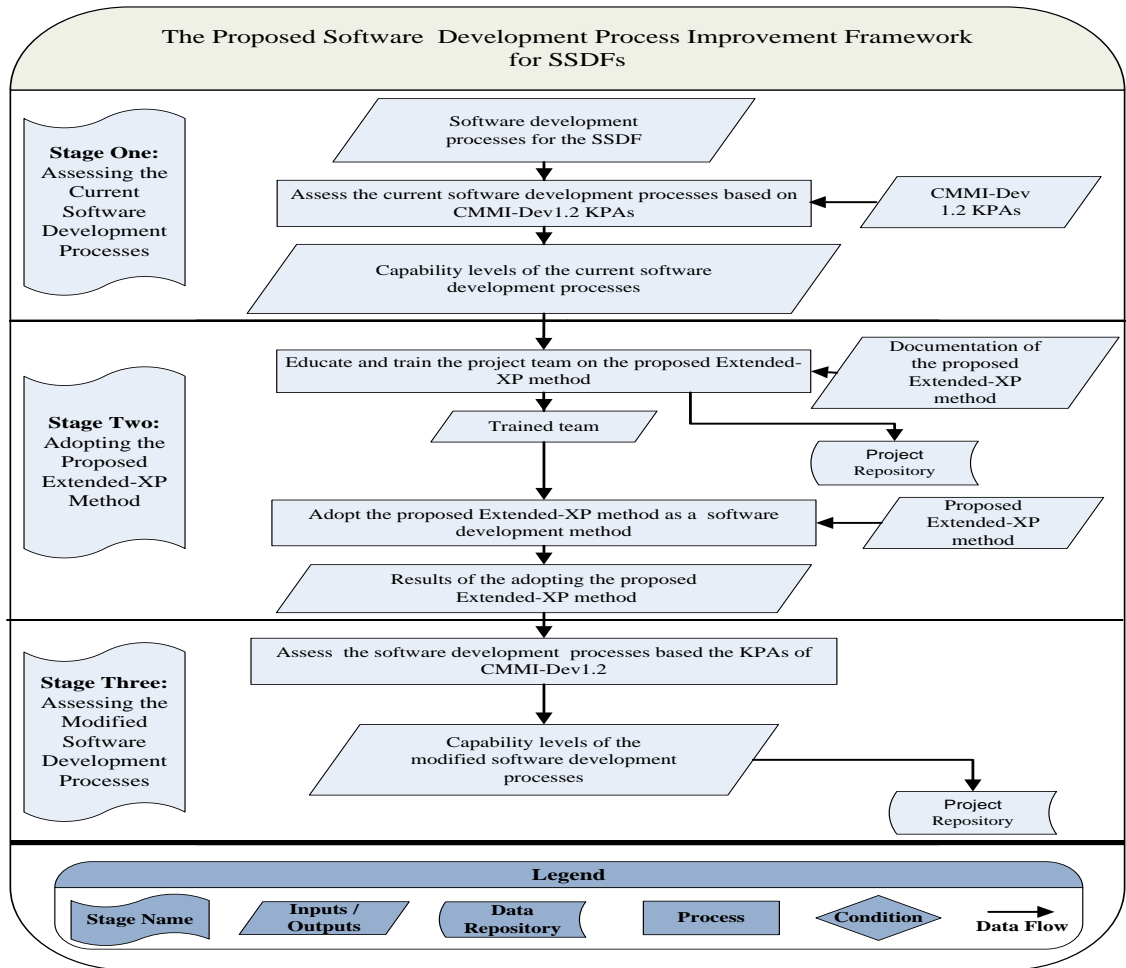 The Proposed Software Development Process Improvement Framework
for SSDFs
Stage One:
Assessing the
Current
Software
Development
Processes
Software development
processes for the SSDF
Assess the current software development processes based on
CMMI-Dev1.2 KPAs
CMMI-Dev
1.2 KPAs
Capability levels of the current software
development processes
Stage Two:
Adopting the
Proposed
Extended-XP
Method
Educate and train the project team on the proposed Extended-
XP method
Documentation of
the proposed
Extended-XP
method
Trained team
Project
Repository
Adopt the proposed Extended-XP method as a software
development method
Proposed
Extended-XP
method
Results of the adopting the proposed
Extended-XP method
Stage Three:
Assessing the
Modified
Software
Development
Processes
Assess the software development processes based the KPAs of
CMMI-Dev1.2
Capability levels of the
modified software development
processes
Project
Repository
Legend
Stage Name
Inputs /
Outputs
Data
Repository
Process
Condition
Data Flow